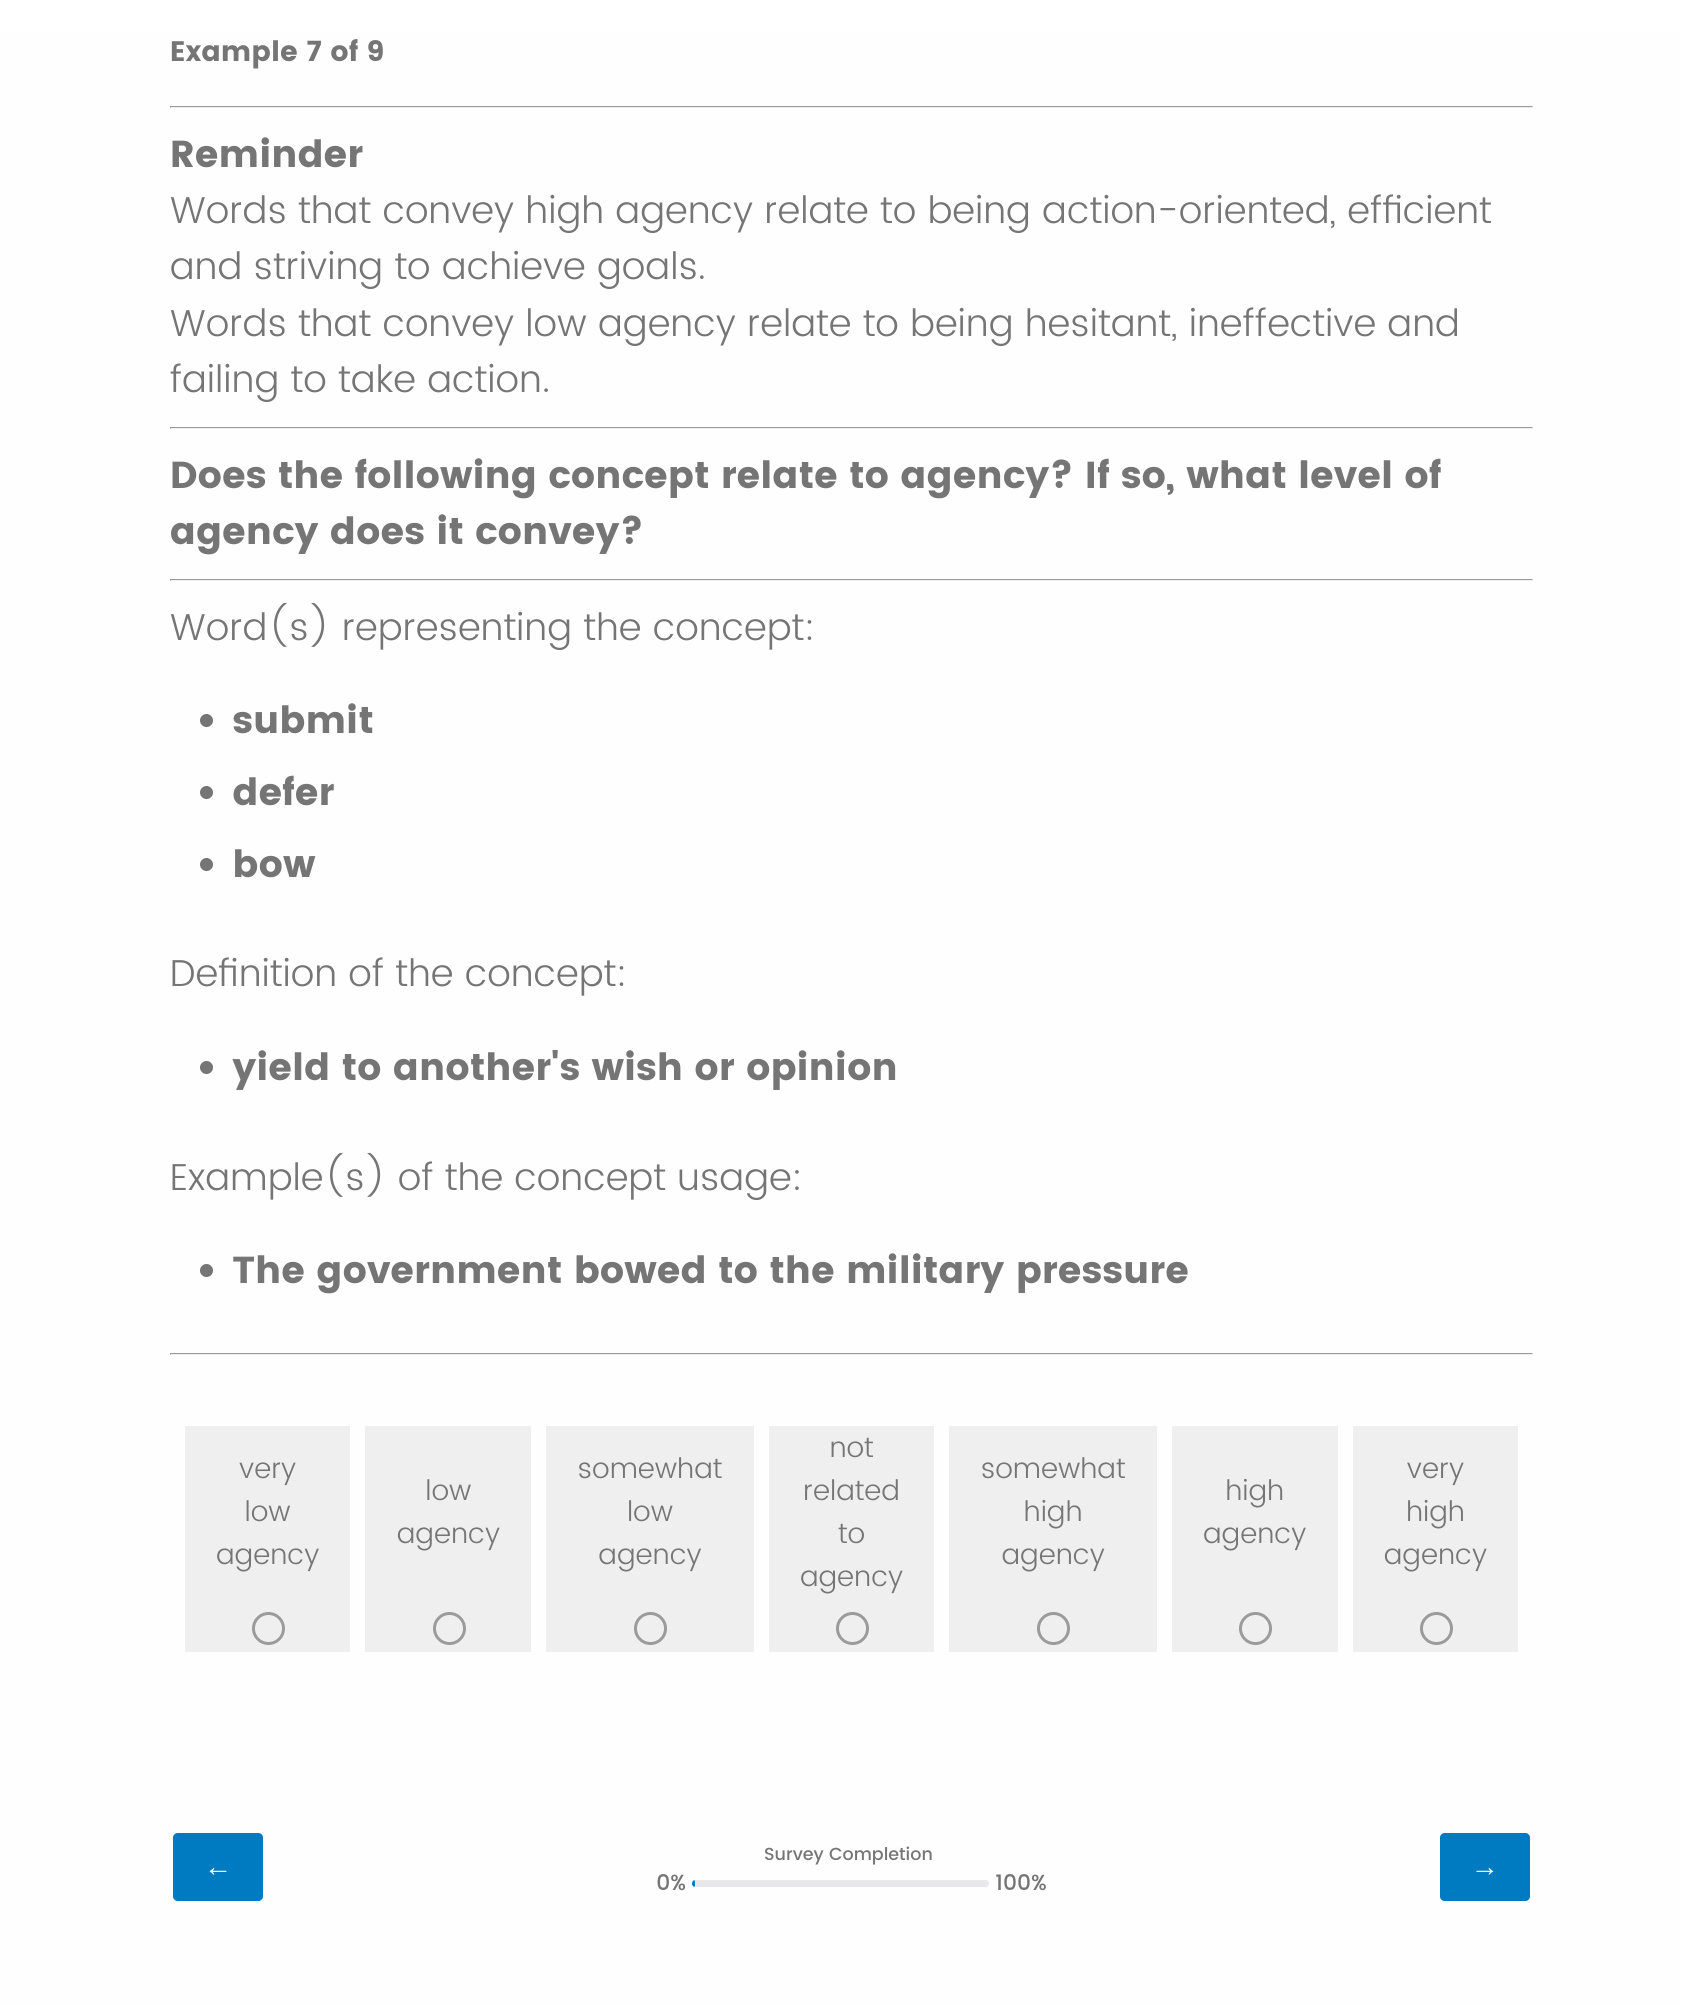 Example 7 of 9
Reminder
Words that convey high agency relate to being action-oriented, efficient
and striving to achieve goals.
Words that convey low agency relate to being hesitant, ineffective and
failing to take action.
Does the following concept relate to agency? If so, what level of
agency does it convey?
Word(s) representing the concept:
• submit
• defer
• bow
Definition of the concept:
• yield to another's wish or opinion
Example(s) of the concept usage:
• The government bowed to the military pressure
very
low
agency
low
agency
somewhat
low
agency
not
related
to
agency
somewhat
high
agency
high
agency
very
high
agency
←
Survey Completion
0% 100%
→